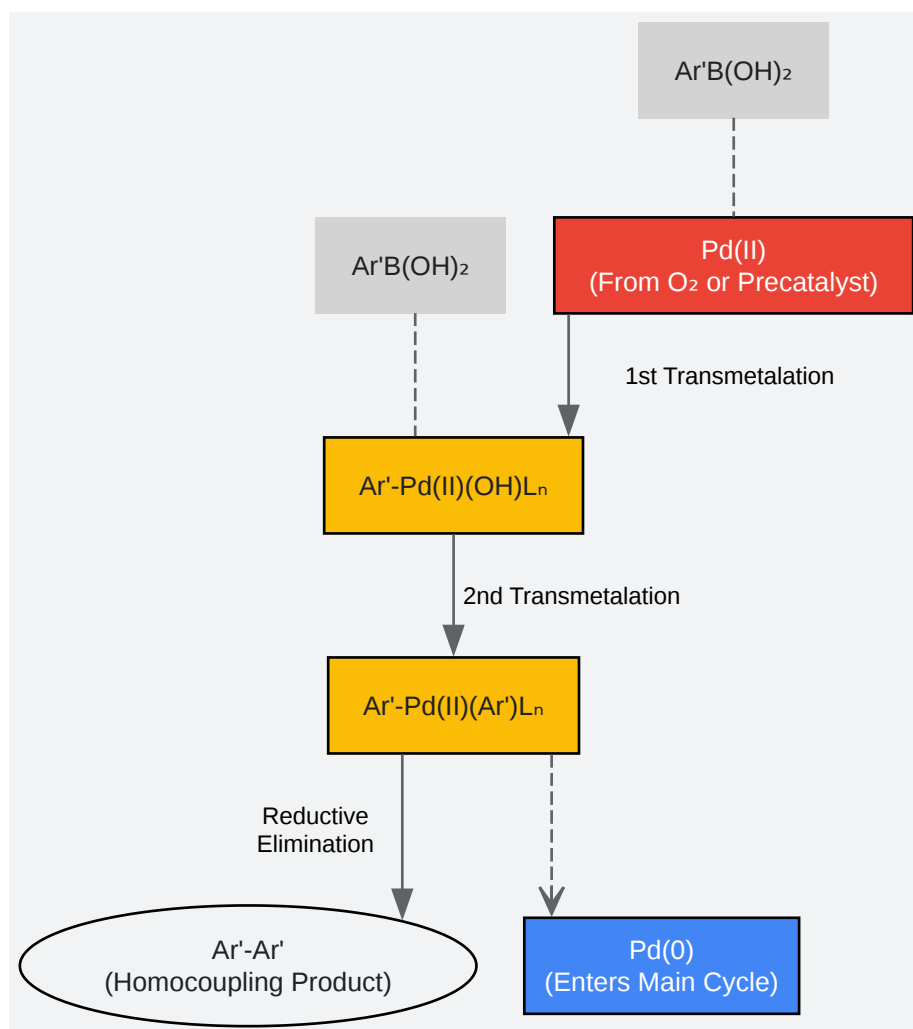 Ar'B(OH)₂
Ar'B(OH)₂
Pd(II)
(From O₂ or Precatalyst)
1st Transmetalation
Ar'-Pd(II)(OH)Lₙ
2nd Transmetalation
Ar'-Pd(II)(Ar')Lₙ
Reductive
Elimination
Ar'-Ar'
(Homocoupling Product)
Pd(0)
(Enters Main Cycle)